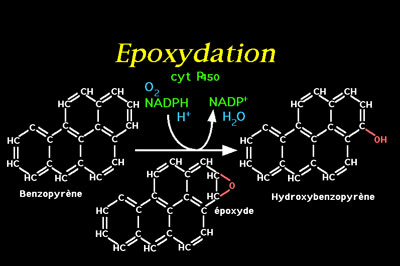 Epoxydation
cyt P450
O2
NADPH NADP+
H+ H2O
OH
O
Benzopyrène
époxyde
Hydroxybenzopyrène